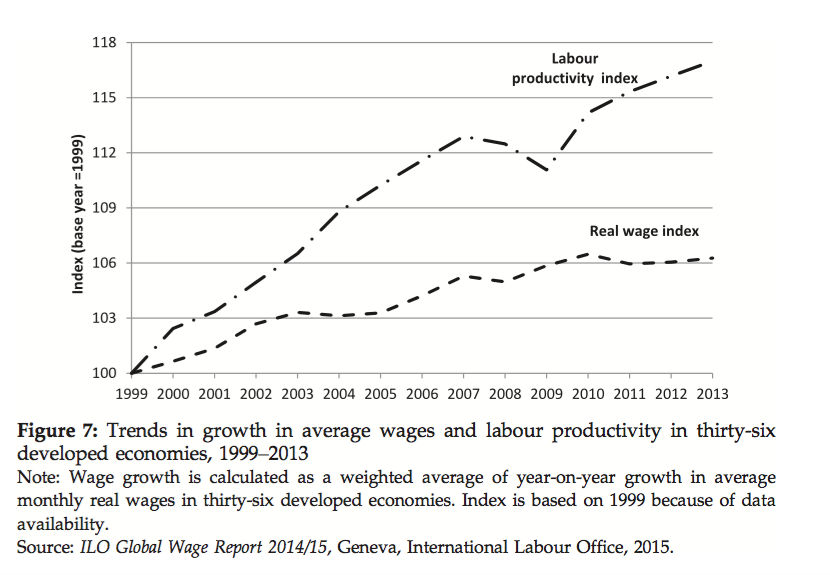 118
Labour
productivity index
115
112
Index (base year =1999)
109
Real wage index
106
103
100
1999 2000 2001 2002 2003 2004 2005 2006 2007 2008 2009 2010 2011 2012 2013
Figure 7: Trends in growth in average wages and labour productivity in thirty-six
developed economies, 1999–2013
Note: Wage growth is calculated as a weighted average of year-on-year growth in average
monthly real wages in thirty-six developed economies. Index is based on 1999 because of data
availability.
Source: ILO Global Wage Report 2014/15, Geneva, International Labour Office, 2015.